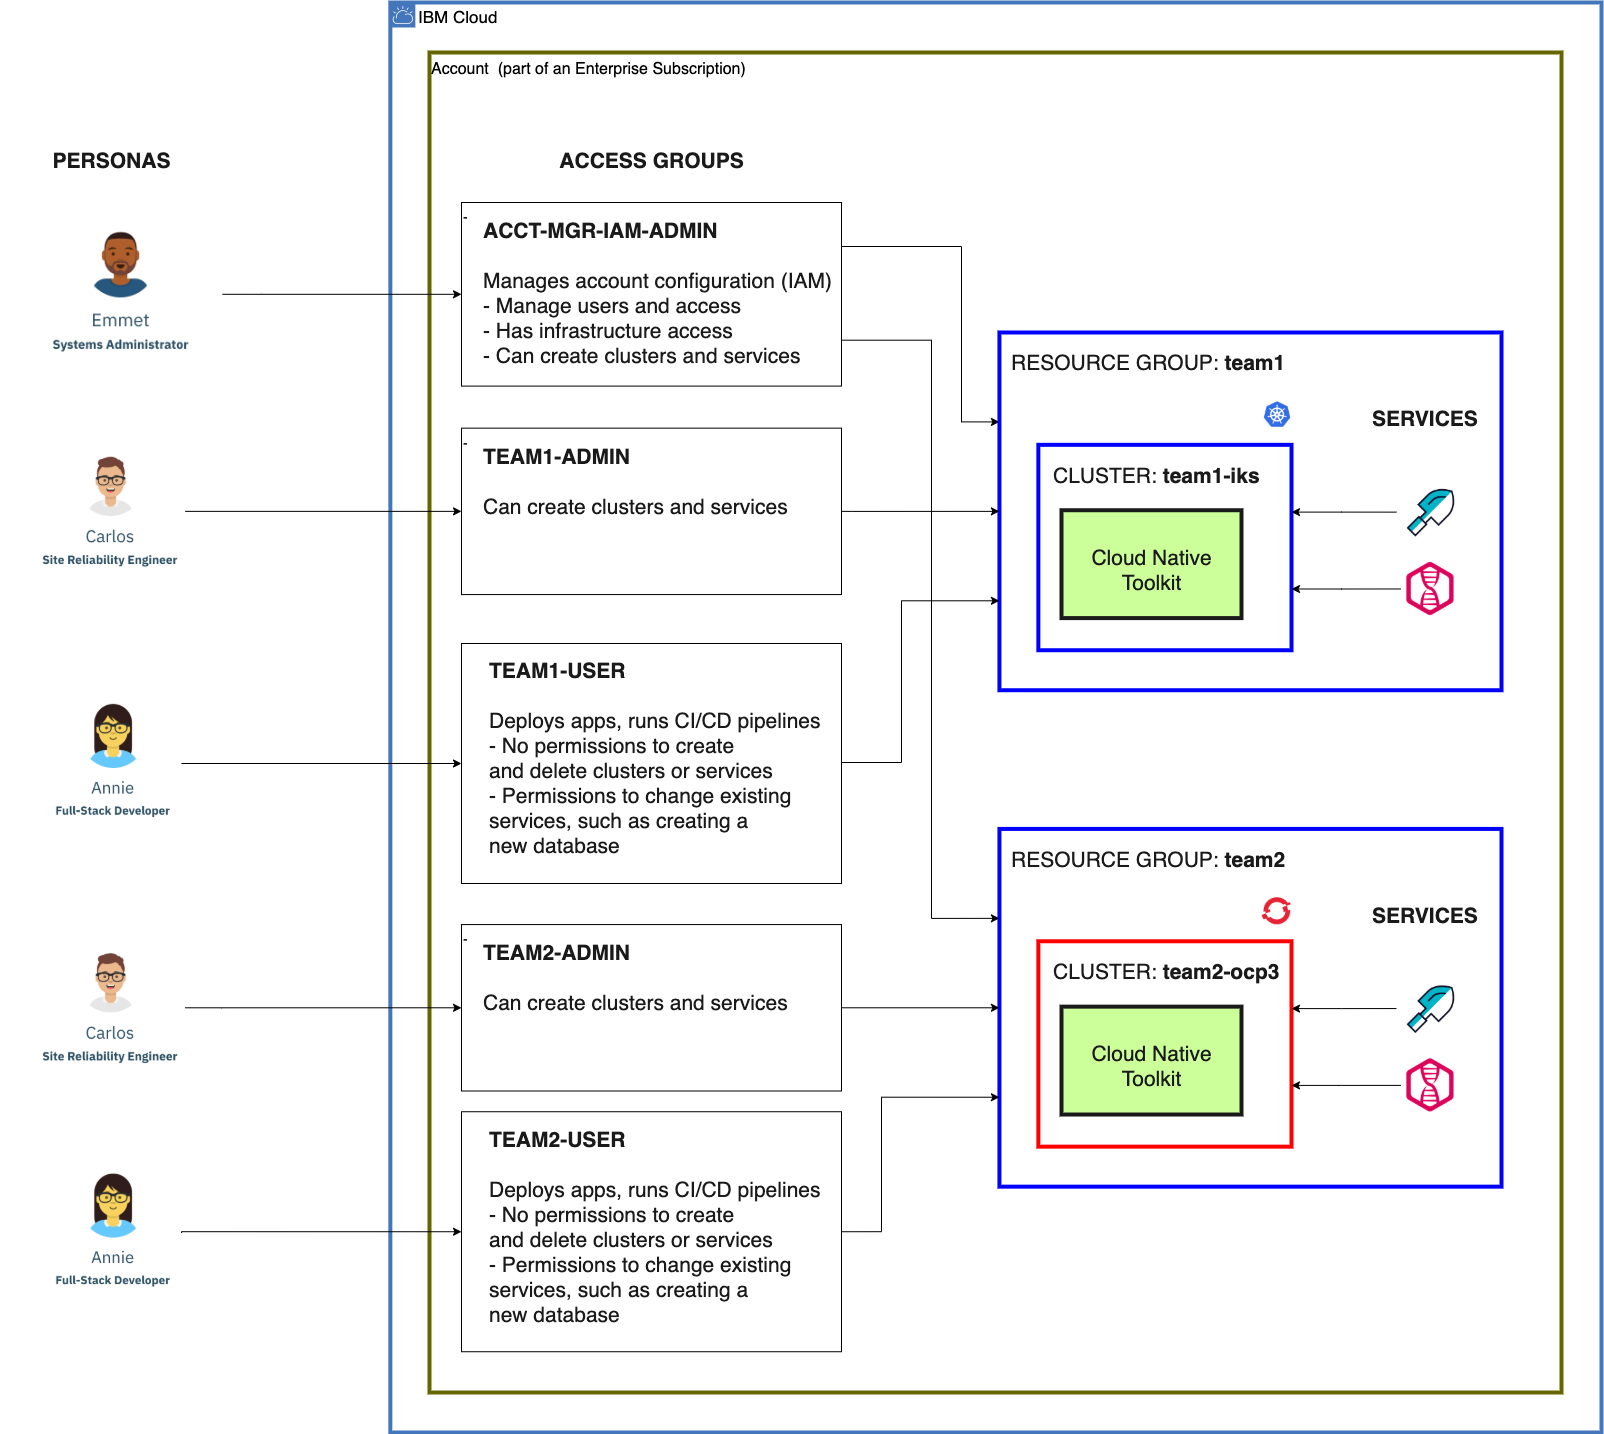 IBM Cloud
Account  (part of an Enterprise Subscription)
PERSONAS
ACCESS GROUPS
Emmet
Systems Administrator
-
ACCT-MGR-IAM-ADMIN
Manages account configuration (IAM)
- Manage users and access
- Has infrastructure access
- Can create clusters and services
Carlos
Site Reliability Engineer
-
TEAM1-ADMIN
Can create clusters and services
Annie
Full-Stack Developer
TEAM1-USER
Deploys apps, runs CI/CD pipelines
- No permissions to create
and delete clusters or services
- Permissions to change existing
services, such as creating a
new database
RESOURCE GROUP: team1
SERVICES
CLUSTER: team1-iks
Cloud Native
Toolkit
Carlos
Site Reliability Engineer
-
TEAM2-ADMIN
Can create clusters and services
Annie
Full-Stack Developer
TEAM2-USER
Deploys apps, runs CI/CD pipelines
- No permissions to create
and delete clusters or services
- Permissions to change existing
services, such as creating a
new database
RESOURCE GROUP: team2
SERVICES
CLUSTER: team2-ocp3
Cloud Native
Toolkit